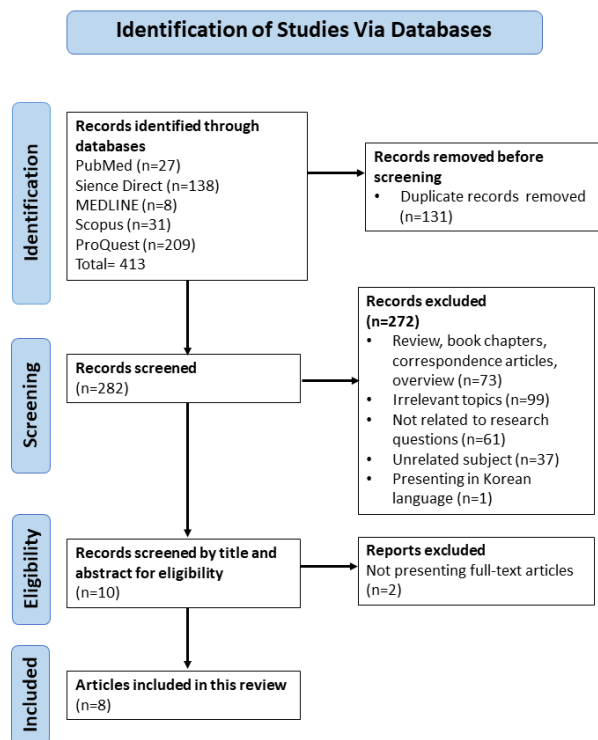 Identification of Studies Via Databases
Identification
Records identified through
databases
PubMed (n=27)
Sience Direct (n=138)
MEDLINE (n=8)
Scopus (n=31)
ProQuest (n=209)
Total= 413
Records removed before
screening
• Duplicate records removed
(n=131)
Screening
Records screened
(n=282)
Records excluded
(n=272)
• Review, book chapters,
correspondence articles,
overview (n=73)
• Irrelevant topics (n=99)
• Not related to research
questions (n=61)
• Unrelated subject (n=37)
• Presenting in Korean
language (n=1)
Eligibility
Records screened by title and
abstract for eligibility
(n=10)
Reports excluded
Not presenting full-text articles
(n=2)
Included
Articles included in this review
(n=8)